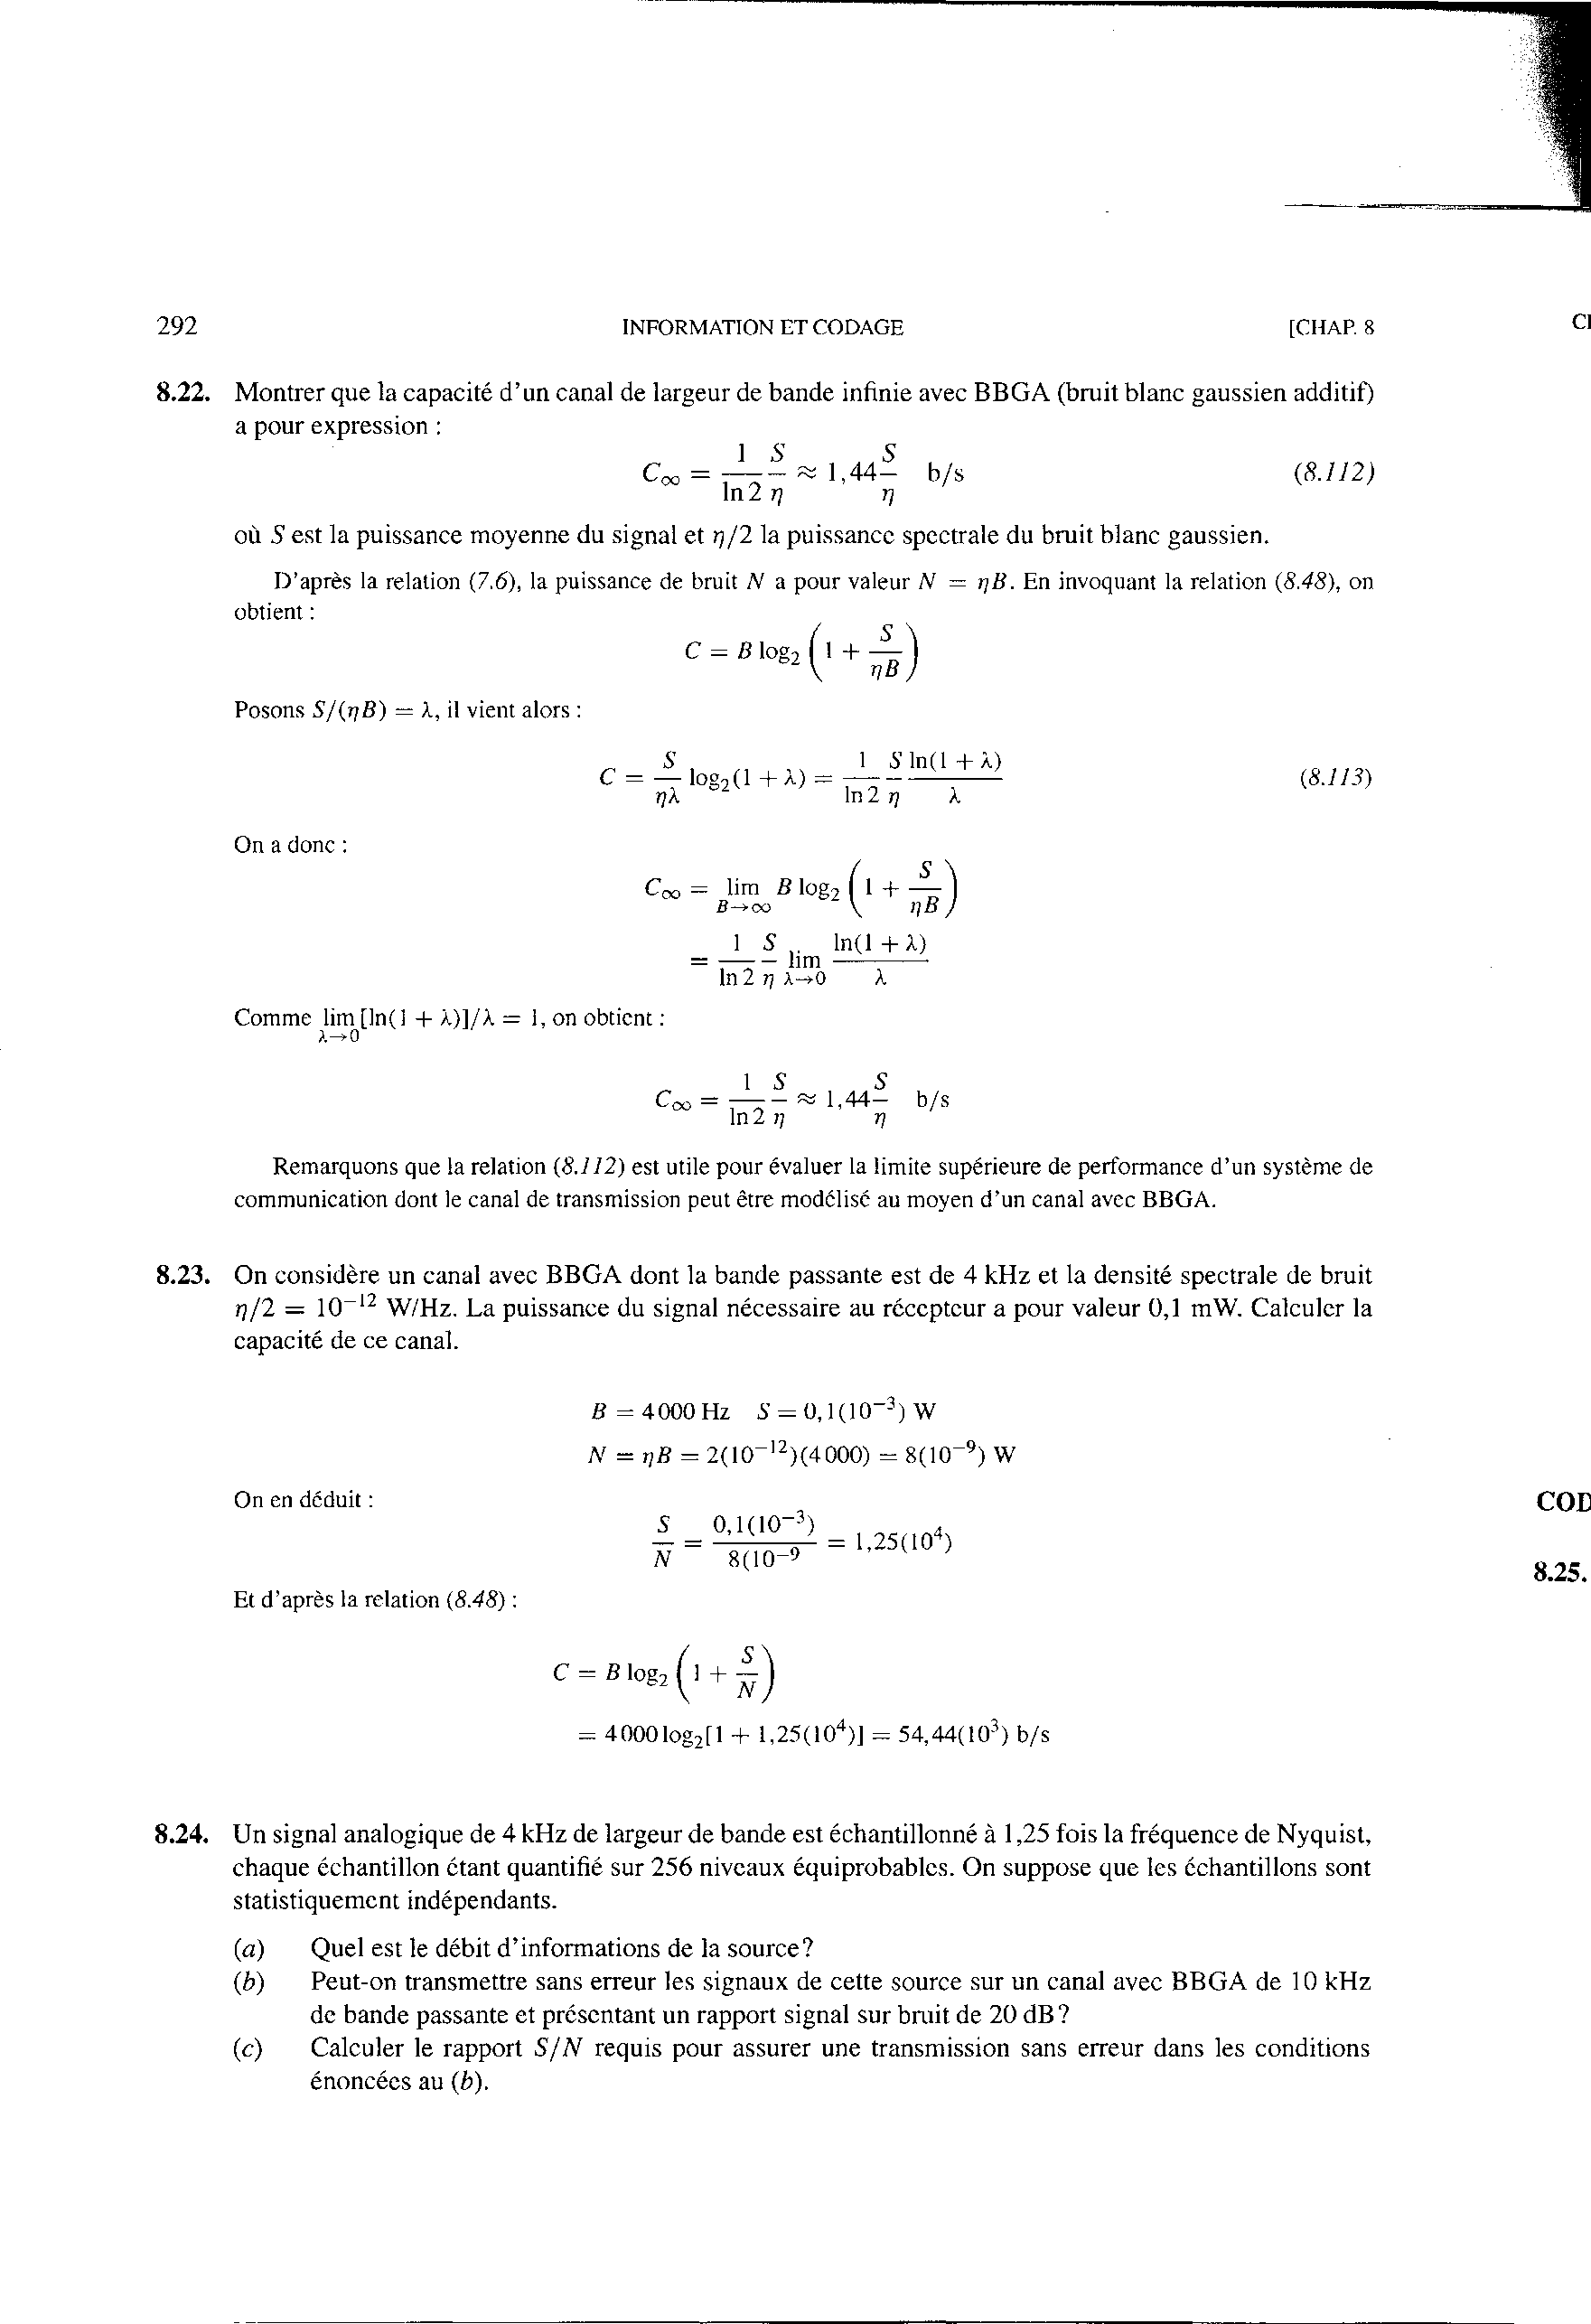 292 INFORMATION ET CODAGE [CHAP. 8
8.22. Montrer que la capacité d'un canal de largeur de bande infinie avec BBGA (bruit blanc gaussien additif)
a pour expression :
C∞ = 1/ln 2 S/η ≈ 1,44 S/η b/s (8.112)
où S est la puissance moyenne du signal et η/2 la puissance spectrale du bruit blanc gaussien.
D'après la relation (7.6), la puissance de bruit N a pour valeur N = ηB. En invoquant la relation (8.48), on
obtient :
C = B log₂ (1 + S/(ηB))
Posons S/(ηB) = λ, il vient alors :
C = S/(ηλ) log₂(1 + λ) = 1/ln 2 S/η ln(1 + λ)/λ (8.113)
On a donc :
C∞ = lim B→∞ B log₂ (1 + S/(ηB))
= 1/ln 2 S/η lim λ→0 ln(1 + λ)/λ
Comme lim λ→0 [ln(1 + λ)]/λ = 1, on obtient :
C∞ = 1/ln 2 S/η ≈ 1,44 S/η b/s
Remarquons que la relation (8.112) est utile pour évaluer la limite supérieure de performance d'un système de
communication dont le canal de transmission peut être modélisé au moyen d'un canal avec BBGA.
8.23. On considère un canal avec BBGA dont la bande passante est de 4 kHz et la densité spectrale de bruit
η/2 = 10⁻¹² W/Hz. La puissance du signal nécessaire au récepteur a pour valeur 0,1 mW. Calculer la
capacité de ce canal.
B = 4 000 Hz S = 0,1(10⁻³) W
N = ηB = 2(10⁻¹²)(4 000) = 8(10⁻⁹) W
On en déduit :
S/N = 0,1(10⁻³)/8(10⁻⁹ = 1,25(10⁴)
Et d'après la relation (8.48) :
C = B log₂ (1 + S/N)
= 4 000 log₂[1 + 1,25(10⁴)] = 54,44(10³) b/s
8.24. Un signal analogique de 4 kHz de largeur de bande est échantillonné à 1,25 fois la fréquence de Nyquist,
chaque échantillon étant quantifié sur 256 niveaux équiprobables. On suppose que les échantillons sont
statistiquement indépendants.
(a) Quel est le débit d'informations de la source?
(b) Peut-on transmettre sans erreur les signaux de cette source sur un canal avec BBGA de 10 kHz
de bande passante et présentant un rapport signal sur bruit de 20 dB ?
(c) Calculer le rapport S/N requis pour assurer une transmission sans erreur dans les conditions
énoncées au (b).
COD
8.25.